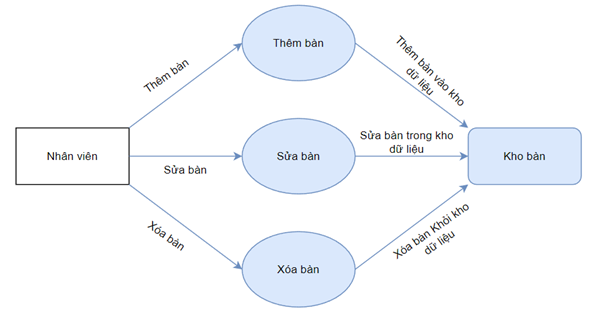 Thêm bàn
Thêm bàn
Thêm bàn vào kho
dữ liệu
Nhân viên
Sửa bàn
Sửa bàn
Sửa bàn trong kho
dữ liệu
Kho bàn
Xóa bàn
Xóa bàn
Xóa bàn Khỏi kho
dữ liệu